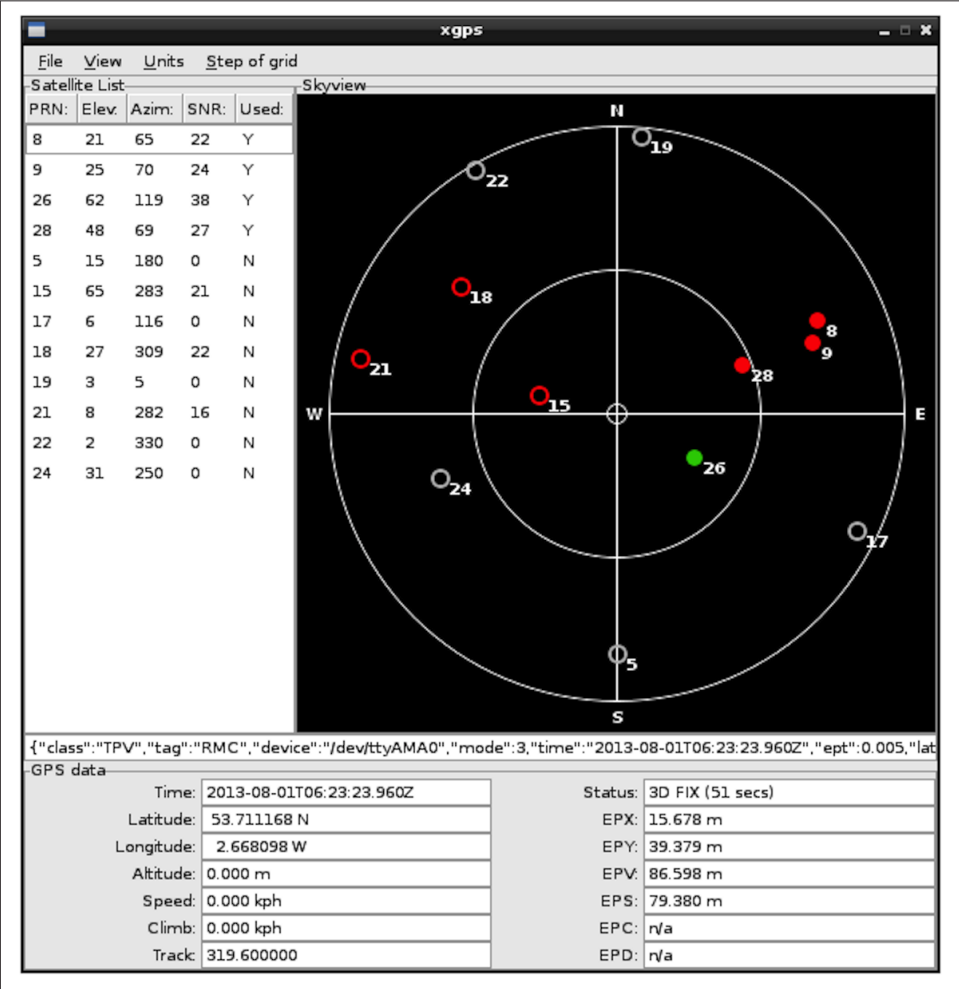 xgps
File View Units Step of grid
Satellite List
PRN: Elev: Azim: SNR: Used:
8 21 65 22 Y
9 25 70 24 Y
26 62 119 38 Y
28 48 69 27 Y
5 15 180 0 N
15 65 283 21 N
17 6 116 0 N
18 27 309 22 N
19 3 5 0 N
21 8 282 16 N
22 2 330 0 N
24 31 250 0 N
Skyview
N
19
22
18
8
9
21
28
15
W
E
26
24
17
5
S
{"class":"TPV","tag":"RMC","device":"/dev/ttyAMA0","mode":3,"time":"2013-08-01T06:23:23.960Z","ept":0.005,"lat
GPS data
Time: 2013-08-01T06:23:23.960Z Status: 3D FIX (51 secs)
Latitude: 53.711168 N EPX: 15.678 m
Longitude: 2.668098 W EPY: 39.379 m
Altitude: 0.000 m EPV: 86.598 m
Speed: 0.000 kph EPS: 79.380 m
Climb: 0.000 kph EPC: n/a
Track: 319.600000 EPD: n/a